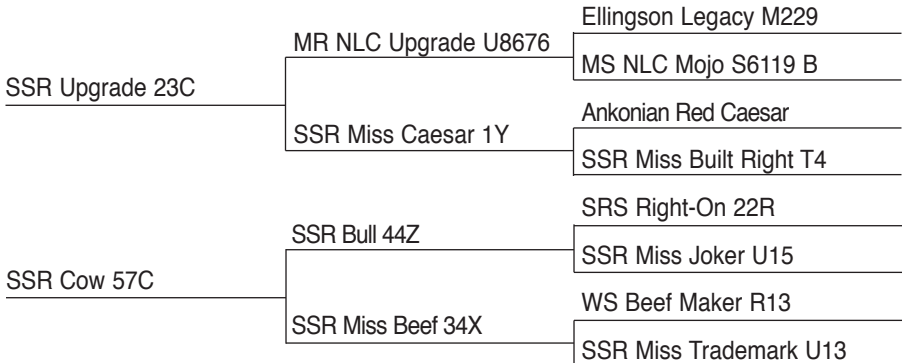 Ellingson Legacy M229
MR NLC Upgrade U8676
MS NLC Mojo S6119 B
SSR Upgrade 23C
Ankonian Red Caesar
SSR Miss Caesar 1Y
SSR Miss Built Right T4
SRS Right-On 22R
SSR Bull 44Z
SSR Miss Joker U15
SSR Cow 57C
WS Beef Maker R13
SSR Miss Beef 34X
SSR Miss Trademark U13